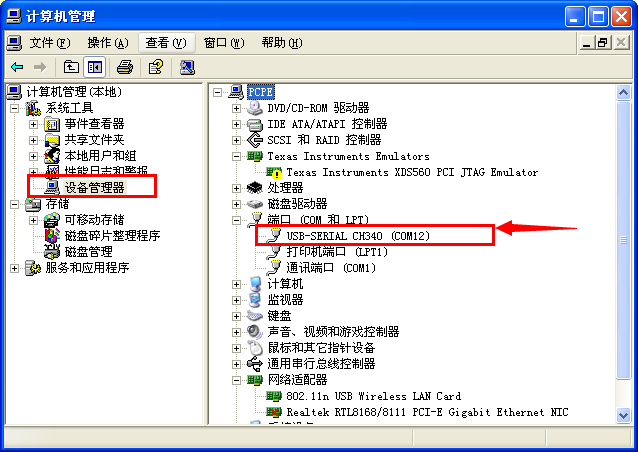 计算机管理
文件(F) 操作(A) 查看(V) 窗口(W) 帮助(H)
计算机管理(本地)
系统工具
事件查看器
共享文件夹
本地用户和组
性能日志和警报
设备管理器
存储
可移动存储
磁盘碎片整理程序
磁盘管理
服务和应用程序
PCPE
DVD/CD-ROM 驱动器
IDE ATA/ATAPI 控制器
SCSI 和 RAID 控制器
Texas Instruments Emulators
Texas Instruments XDS560 PCI JTAG Emulator
处理器
磁盘驱动器
端口 (COM 和 LPT)
USB-SERIAL CH340 (COM12)
打印机端口 (LPT1)
通讯端口 (COM1)
计算机
监视器
键盘
声音、视频和游戏控制器
鼠标和其它指针设备
通用串行总线控制器
网络适配器
802.11n USB Wireless LAN Card
Realtek RTL8168/8111 PCI-E Gigabit Ethernet NIC